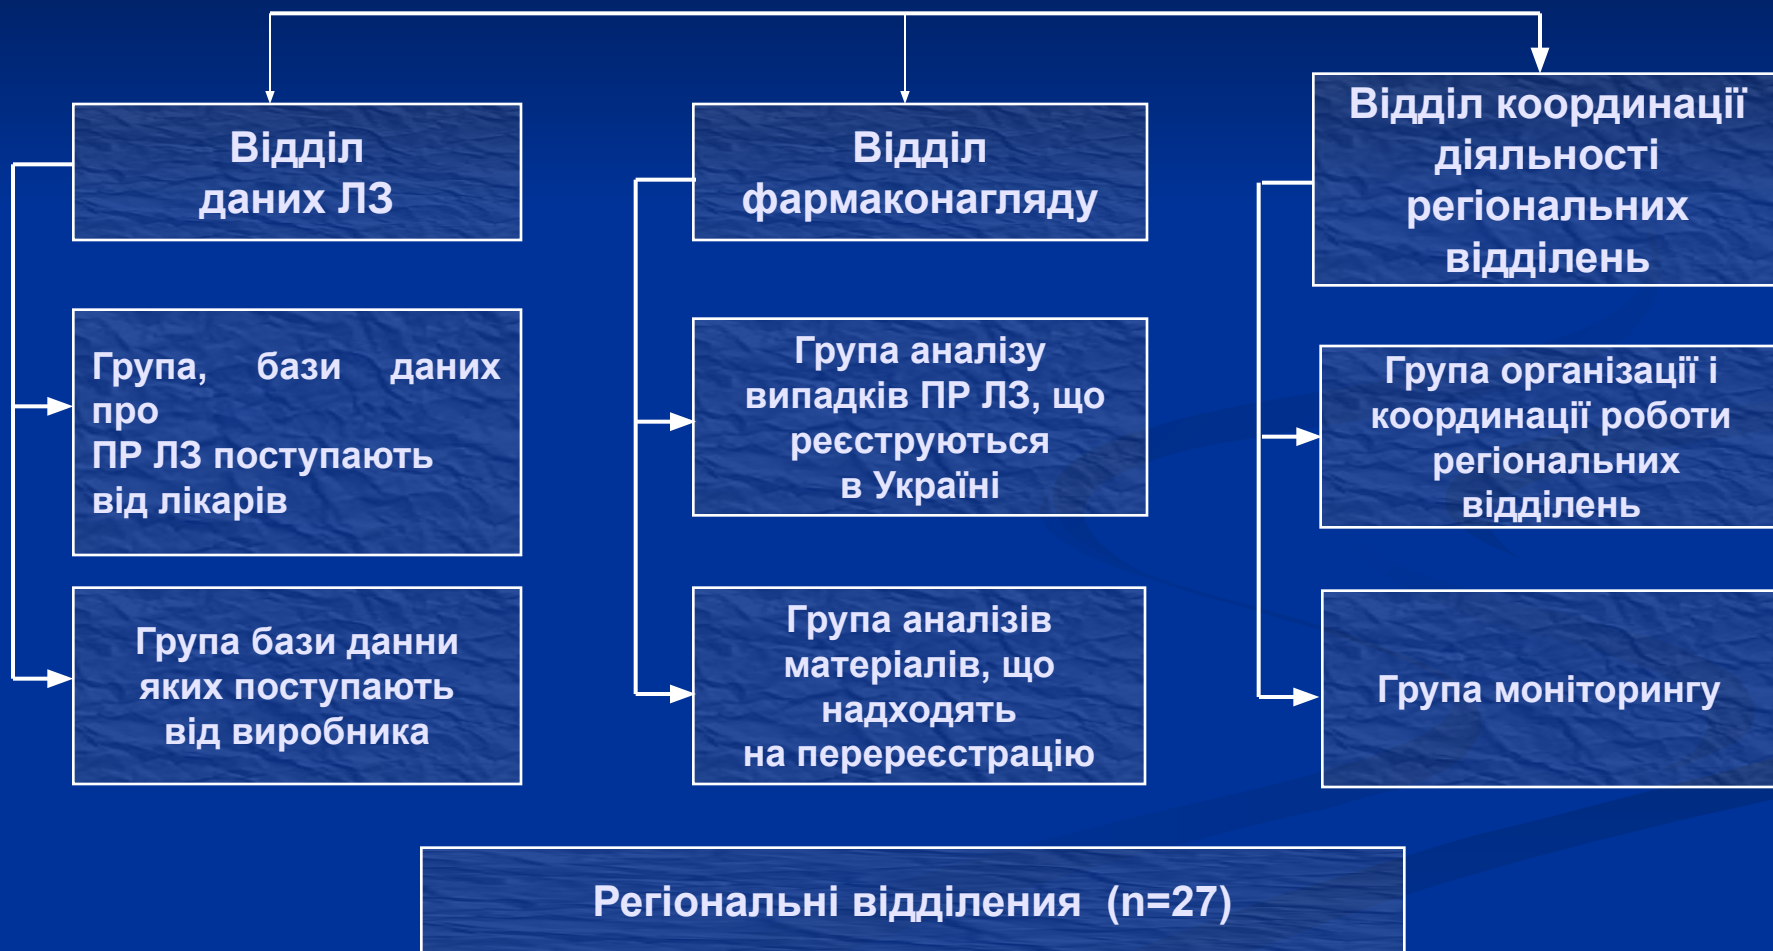 Відділ
даних ЛЗ
Група, бази даних
про
ПР ЛЗ поступають
від лікарів
Група бази данни
яких поступають
від виробника
Відділ
фармаконагляду
Група аналізу
випадків ПР ЛЗ, що
реєструються
в Україні
Група аналізів
матеріалів, що
надходять
на перереєстрацію
Відділ координації
діяльності
регіональних
відділень
Група організації і
координації роботи
регіональних
відділень
Група моніторингу
Регіональні відділення (n=27)